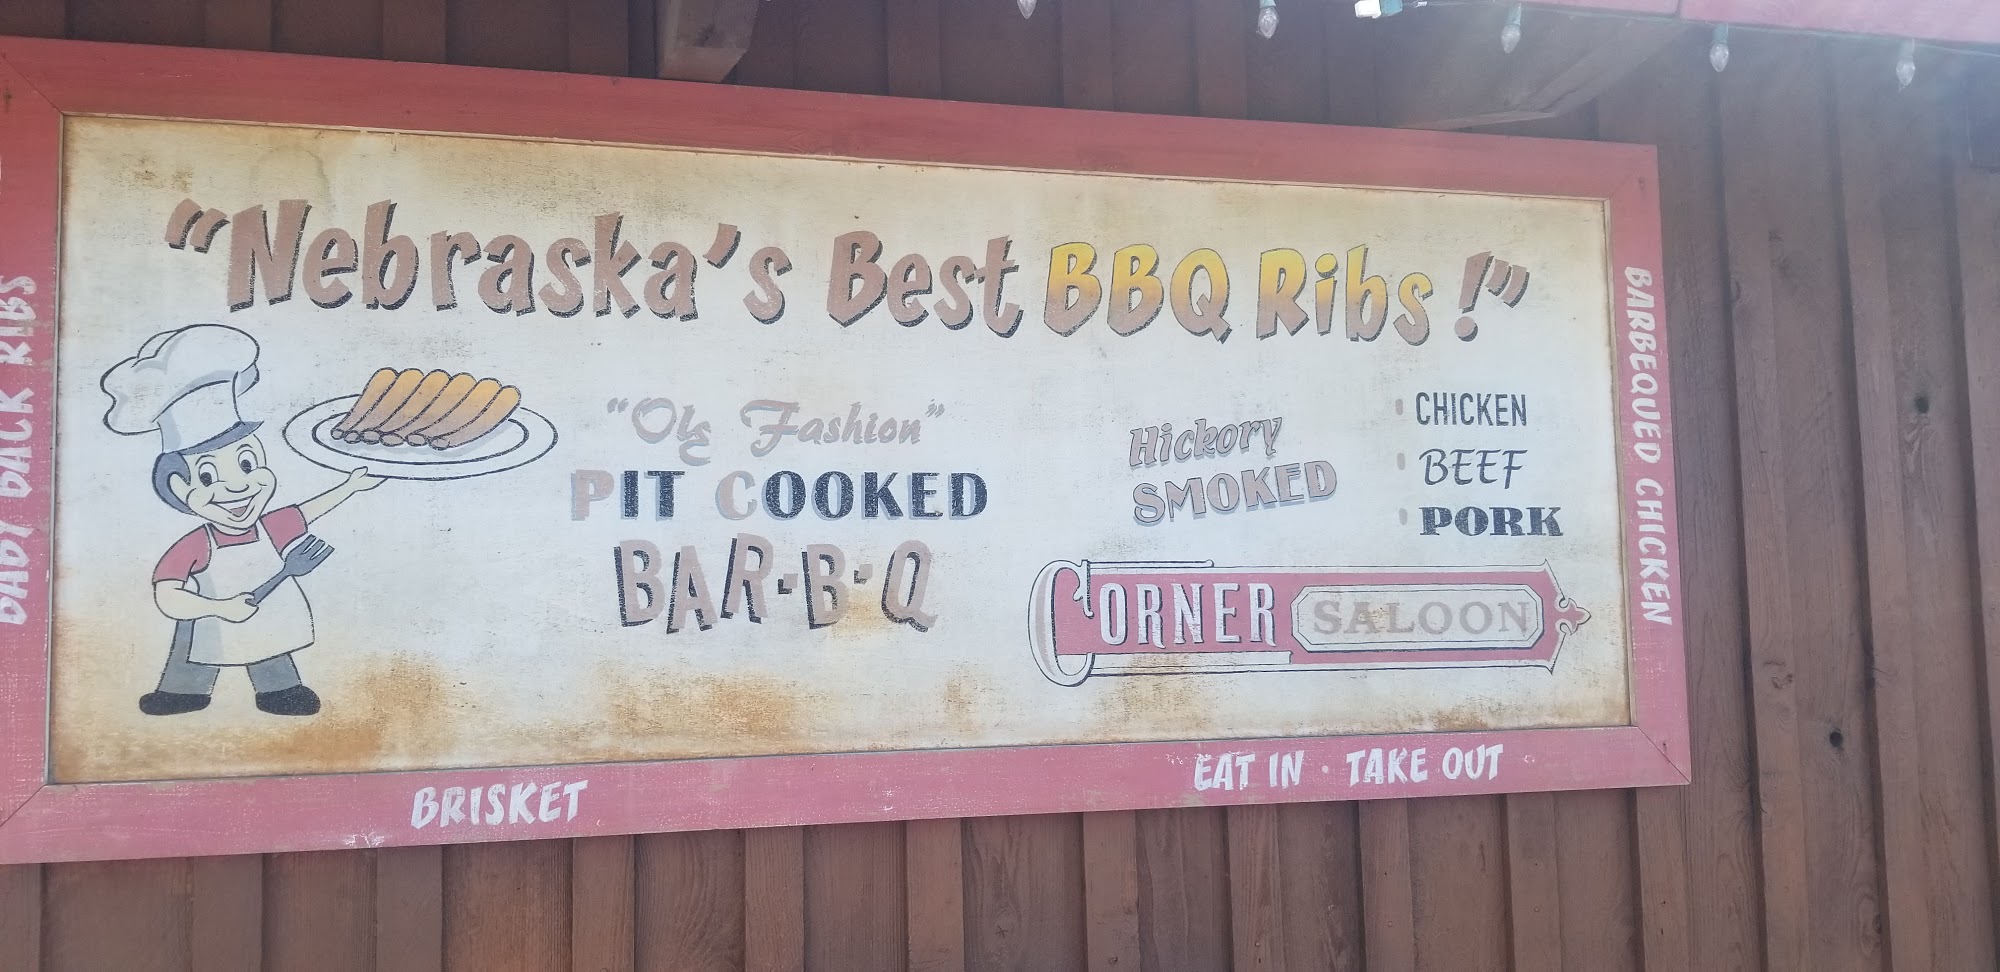 "Nebraska's Best BBQ Ribs!"
"Ole Fashion"
PIT COOKED
BAR-B-Q
Hickory
SMOKED
CHICKEN
BEEF
PORK
CORNER SALOON
BABY BACK RIBS
BARBEQUED CHICKEN
BRISKET
EAT IN · TAKE OUT